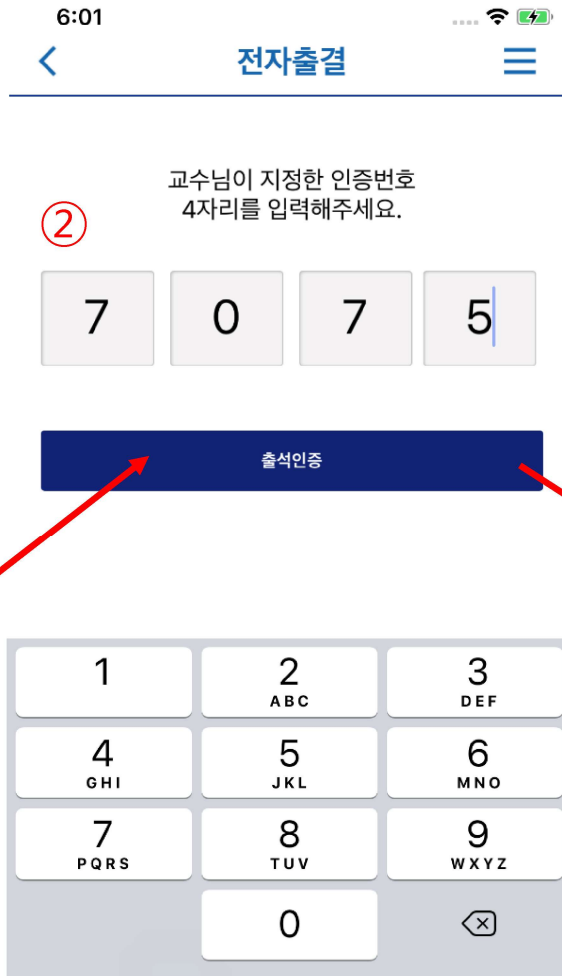 6:01
전자출결
교수님이 지정한 인증번호
4자리를 입력해주세요.
②
7 0 7 5
출석인증
1 2 3
ABC DEF
4 5 6
GHI JKL MNO
7 8 9
PQRS TUV WXYZ
0